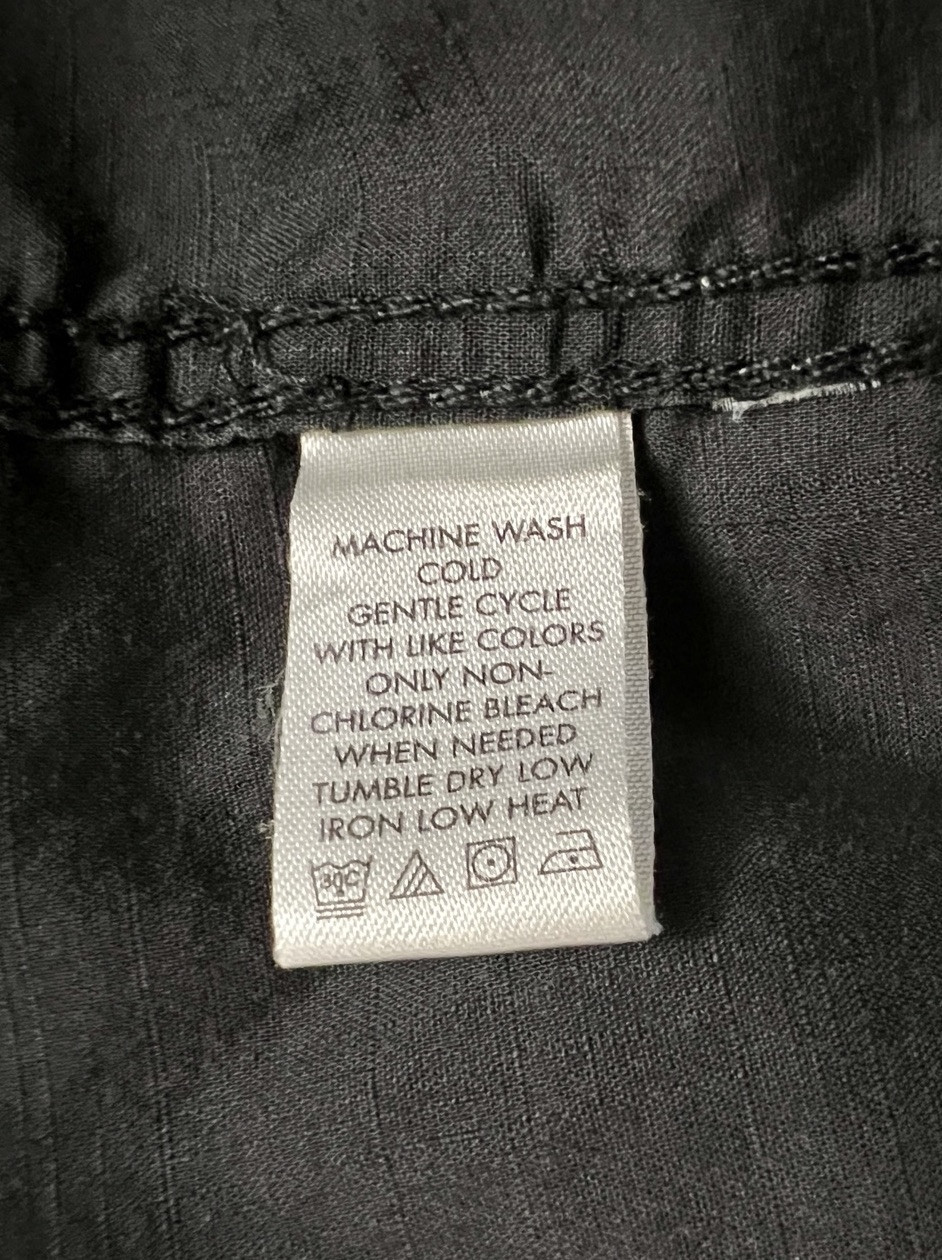 MACHINE WASH
COLD
GENTLE CYCLE
WITH LIKE COLORS
ONLY NON-
CHLORINE BLEACH
WHEN NEEDED
TUMBLE DRY LOW
IRON LOW HEAT
30C